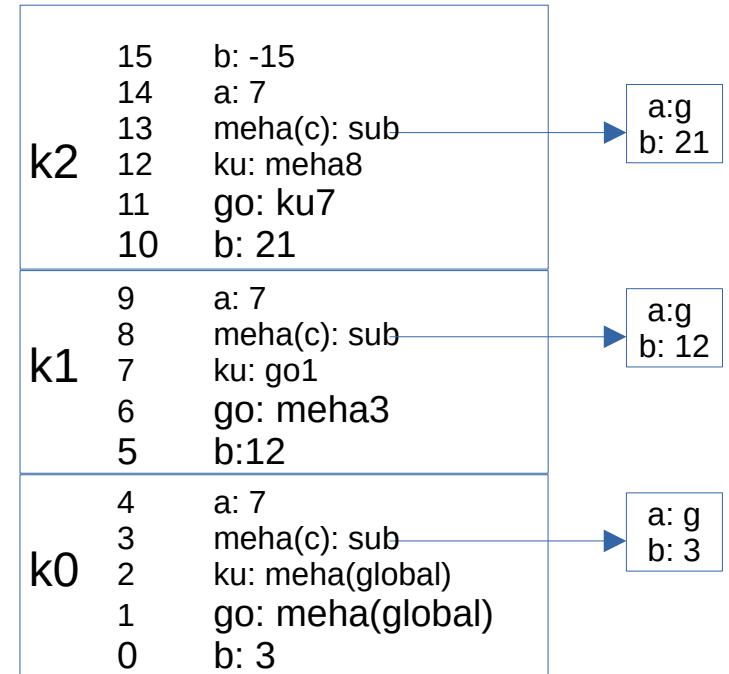 15 b: -15
14 a: 7
13 meha(c): sub
k2 12 ku: meha8
11 go: ku7
10 b: 21
a:g
b: 21
9 a: 7
8 meha(c): sub
k1 7 ku: go1
6 go: meha3
5 b:12
a:g
b: 12
4 a: 7
3 meha(c): sub
k0 2 ku: meha(global)
1 go: meha(global)
0 b: 3
a: g
b: 3